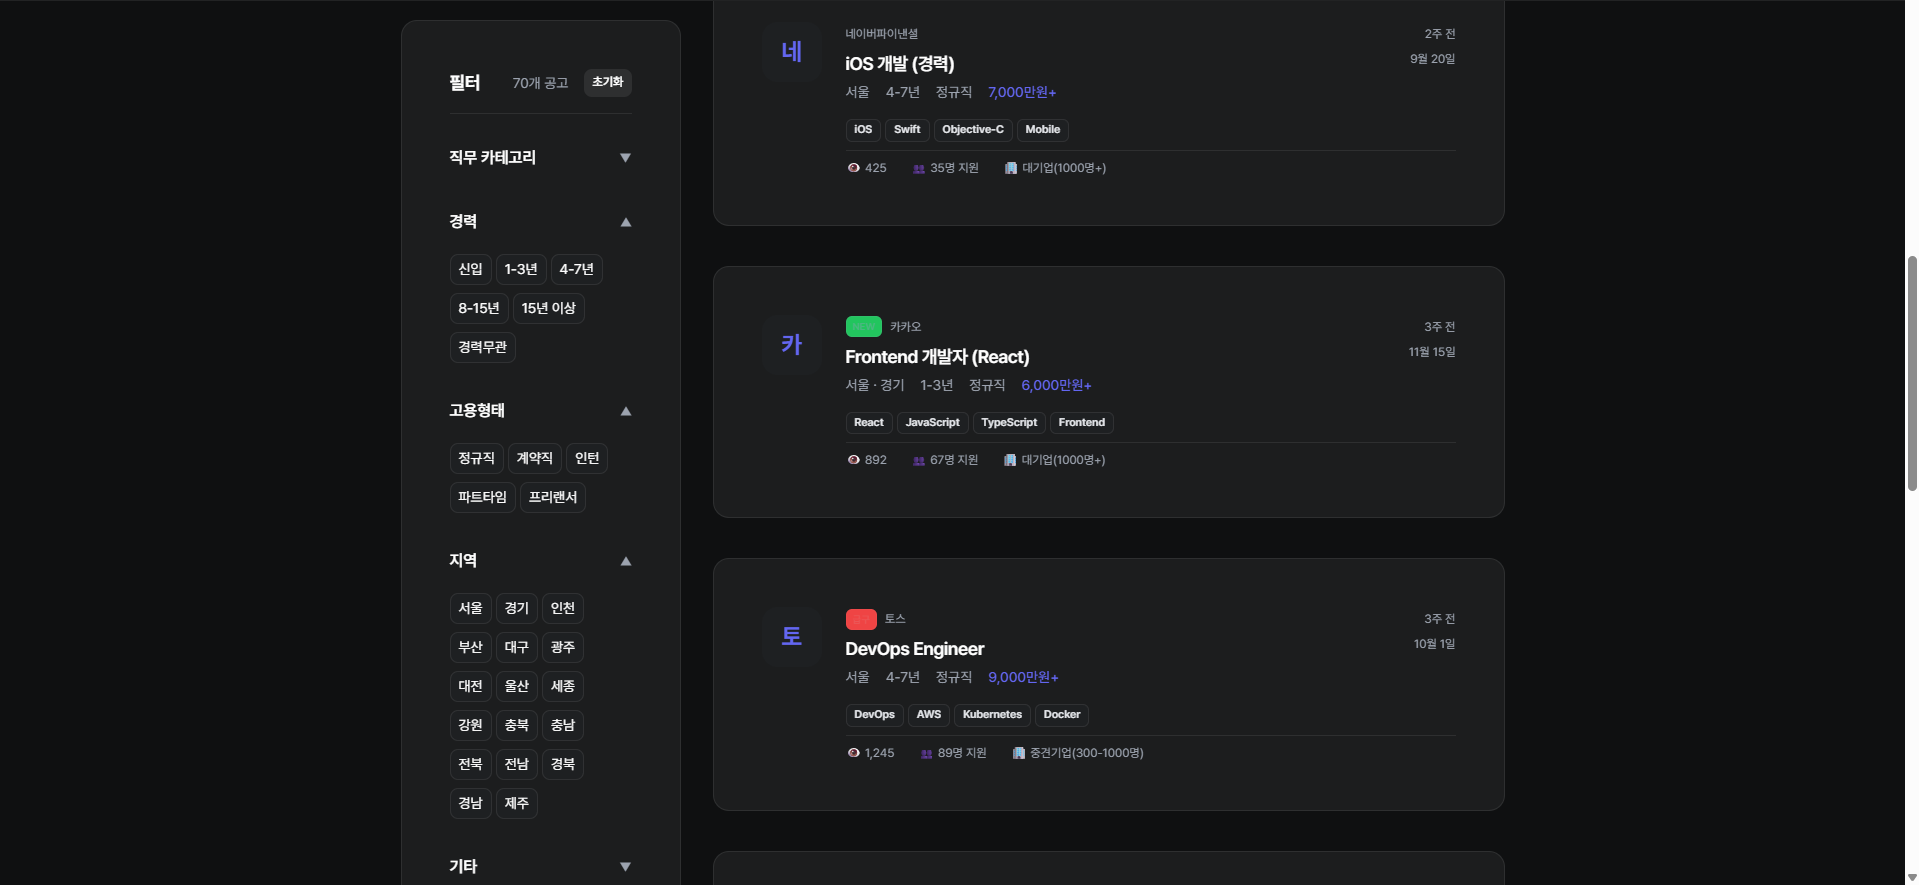 필터 70개 공고 초기화
직무 카테고리 ▼
경력 ▲
신입 1-3년 4-7년
8-15년 15년 이상
경력무관
고용형태 ▲
정규직 계약직 인턴
파트타임 프리랜서
지역 ▲
서울 경기 인천
부산 대구 광주
대전 울산 세종
강원 충북 충남
전북 전남 경북
경남 제주
기타 ▼
네
네이버파이낸셜 2주 전
9월 20일
iOS 개발 (경력)
서울 4-7년 정규직 7,000만원+
iOS Swift Objective-C Mobile
425 35명 지원 대기업(1000명+)
카
카카오 3주 전
11월 15일
Frontend 개발자 (React)
서울 · 경기 1-3년 정규직 6,000만원+
React JavaScript TypeScript Frontend
892 67명 지원 대기업(1000명+)
토
토스 3주 전
10월 1일
DevOps Engineer
서울 4-7년 정규직 9,000만원+
DevOps AWS Kubernetes Docker
1,245 89명 지원 중견기업(300-1000명)